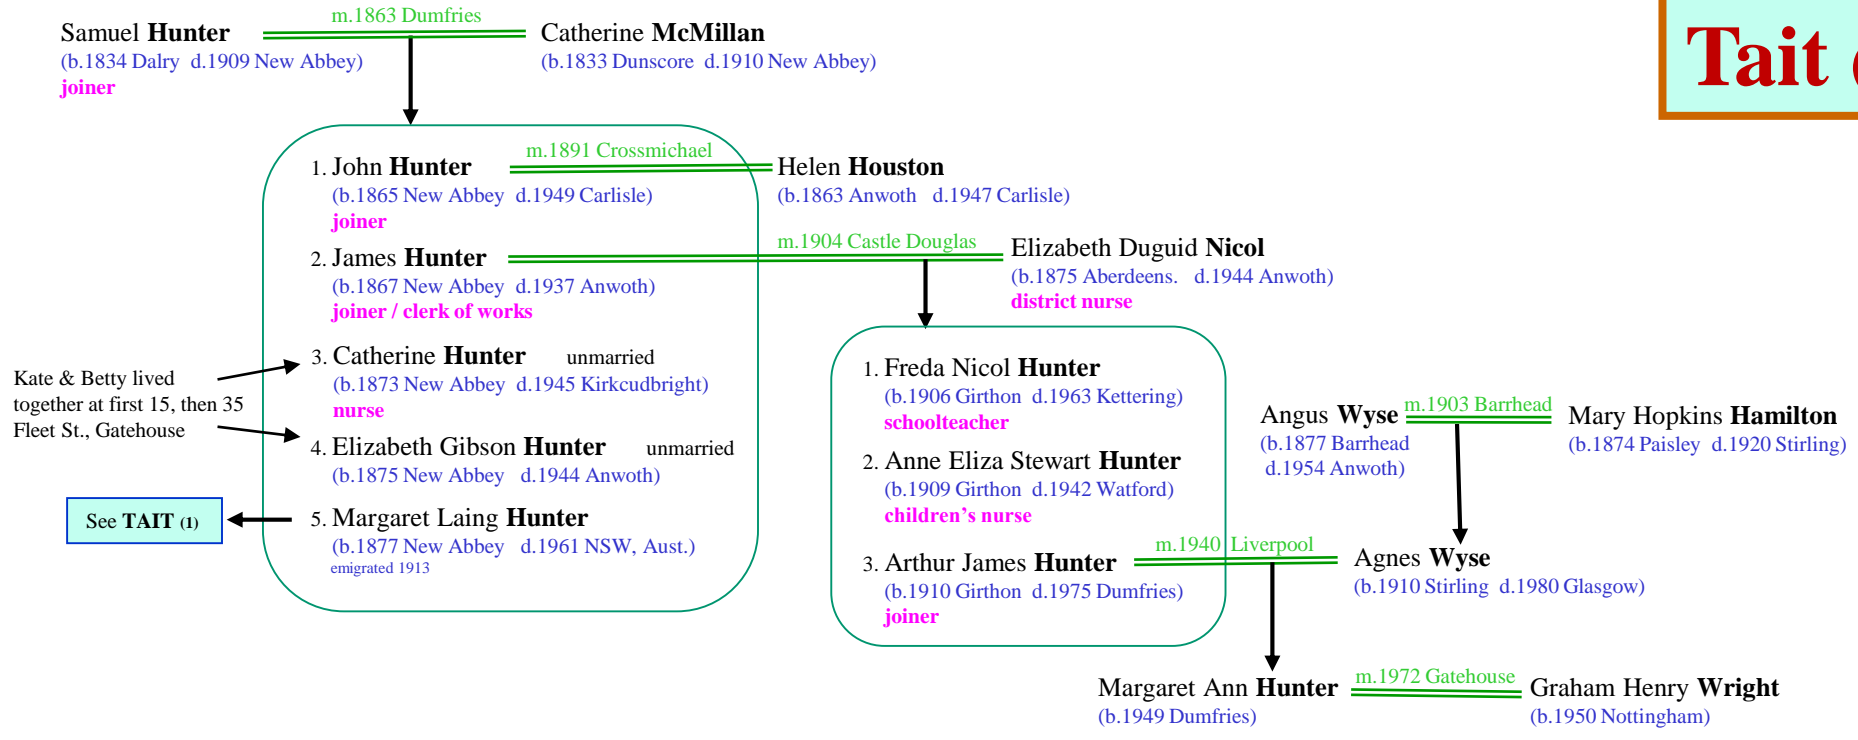 Tait
m.1863 Dumfries
Samuel Hunter
Catherine McMillan
(b.1834 Dalry d.1909 New Abbey)
(b.1833 Dunscore d.1910 New Abbey)
joiner
m.1891 Crossmichael
1. John Hunter
Helen Houston
(b.1865 New Abbey d.1949 Carlisle)
(b.1863 Anwoth d.1947 Carlisle)
joiner
m.1904 Castle Douglas
2. James Hunter
Elizabeth Duguid Nicol
(b.1867 New Abbey d.1937 Anwoth)
(b.1875 Aberdeens. d.1944 Anwoth)
joiner / clerk of works
district nurse
3. Catherine Hunter unmarried
(b.1873 New Abbey d.1945 Kirkcudbright)
nurse
Kate & Betty lived
together at first 15, then 35
Fleet St., Gatehouse
4. Elizabeth Gibson Hunter unmarried
(b.1875 New Abbey d.1944 Anwoth)
See TAIT (1)
5. Margaret Laing Hunter
(b.1877 New Abbey d.1961 NSW, Aust.)
emigrated 1913
1. Freda Nicol Hunter
(b.1906 Girthon d.1963 Kettering)
schoolteacher
2. Anne Eliza Stewart Hunter
(b.1909 Girthon d.1942 Watford)
children's nurse
m.1903 Barrhead
Angus Wyse
Mary Hopkins Hamilton
(b.1877 Barrhead
d.1954 Anwoth)
(b.1874 Paisley d.1920 Stirling)
m.1940 Liverpool
3. Arthur James Hunter
Agnes Wyse
(b.1910 Girthon d.1975 Dumfries)
(b.1910 Stirling d.1980 Glasgow)
joiner
m.1972 Gatehouse
Margaret Ann Hunter
Graham Henry Wright
(b.1949 Dumfries)
(b.1950 Nottingham)